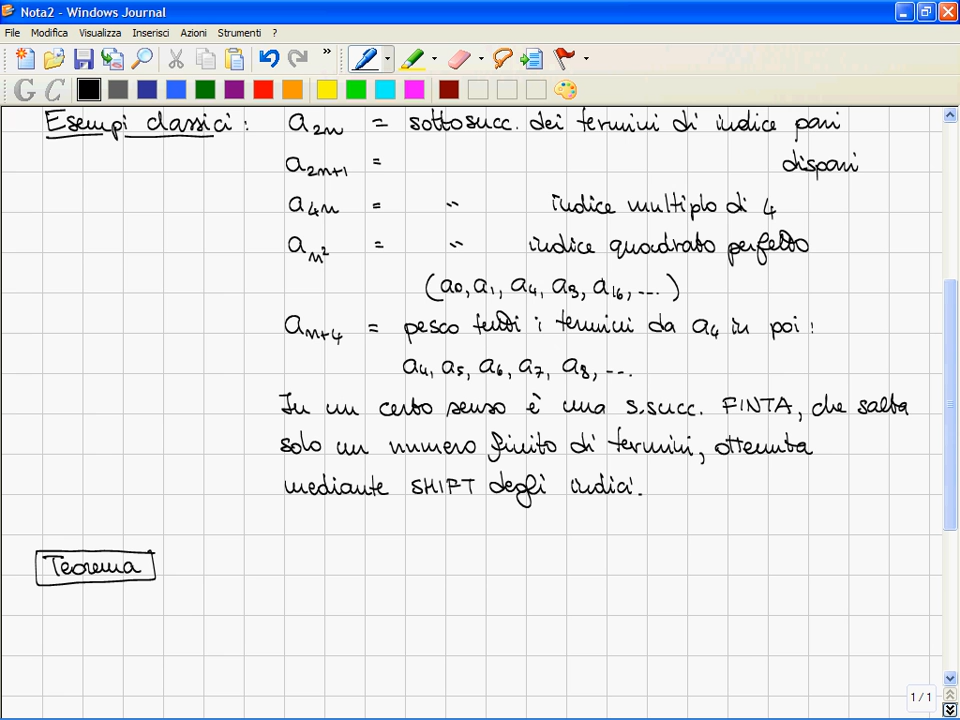 Nota2 - Windows Journal
File Modifica Visualizza Inserisci Azioni Strumenti ?
G C
Esempi classici: a2n = sottosucc. dei termini di indice pari
a2n+1 = dispari
a4n = " indice multiplo di 4
an² = " indice quadrato perfetto
(a0, a1, a4, a9, a16, ...)
an+4 = pesco tutti i termini da a4 in poi:
a4, a5, a6, a7, a8, ...
In un certo senso è una s.succ. FINTA, che salta
solo un numero finito di termini, ottenuta
mediante SHIFT degli indici.
Teorema
1 / 1